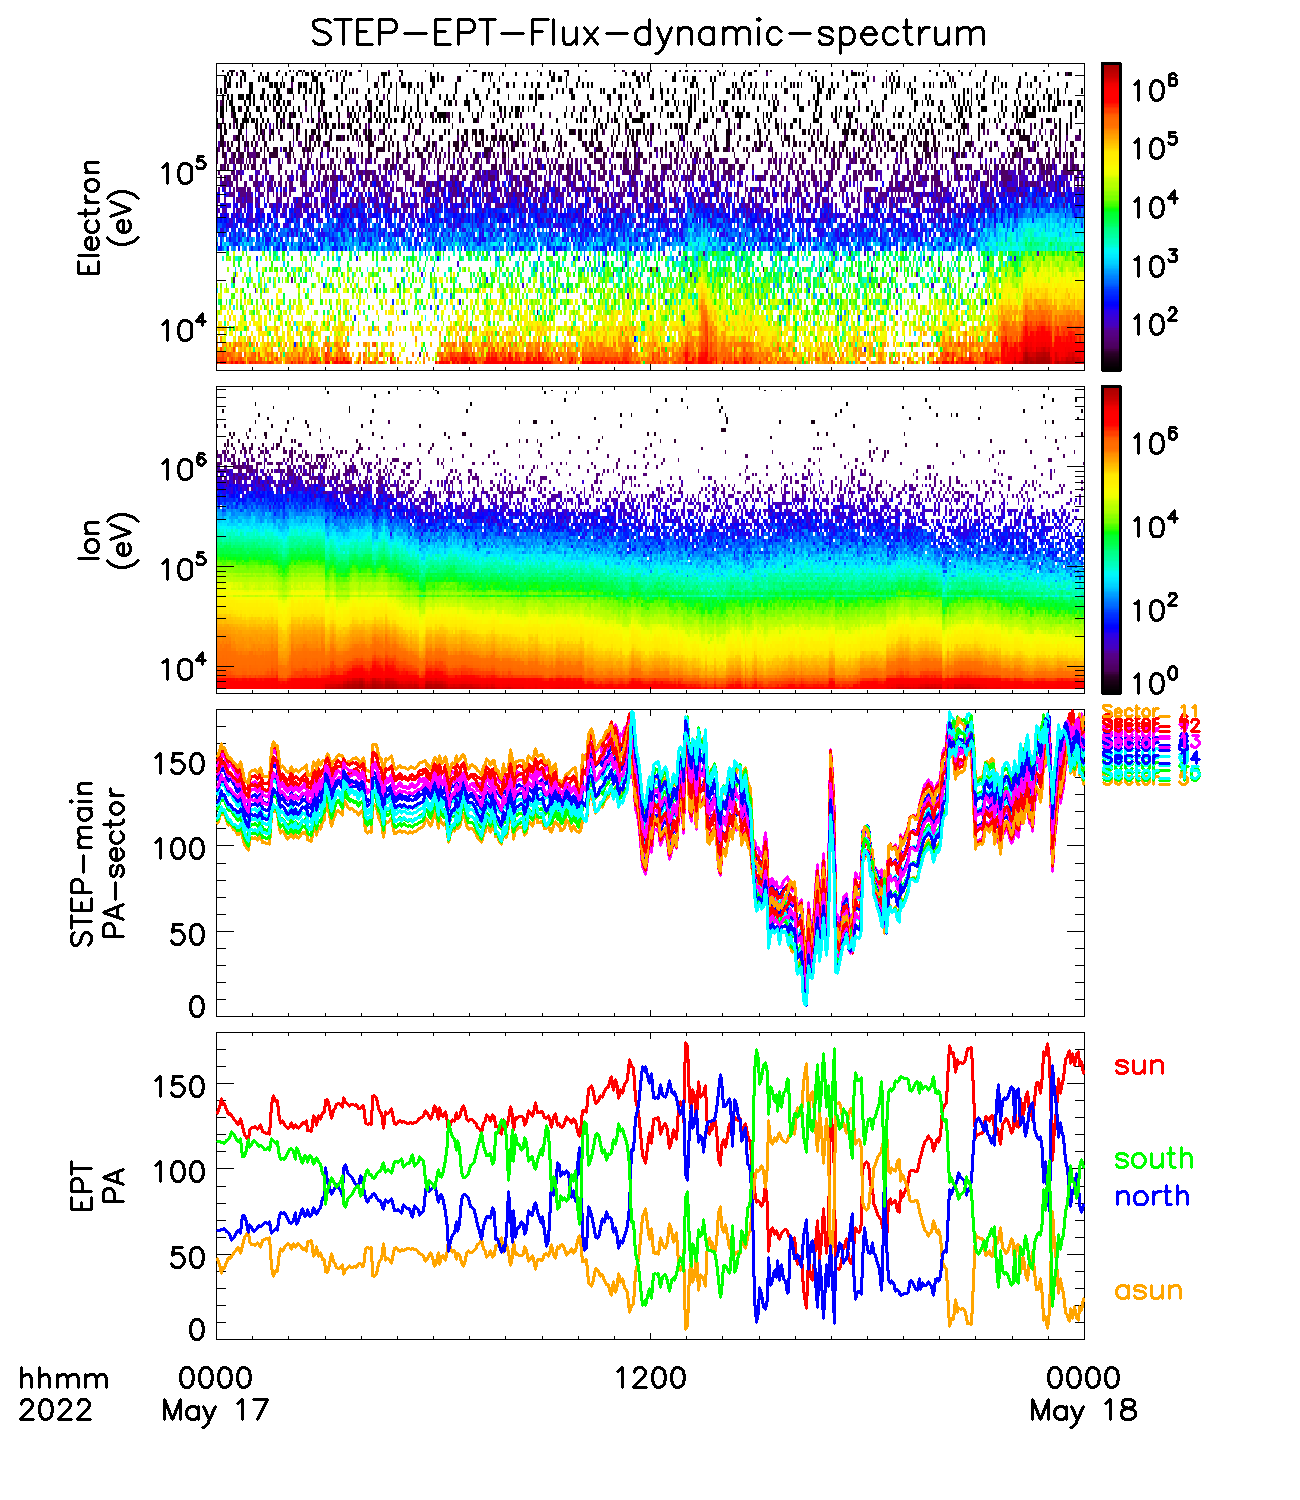 STEP-EPT-Flux-dynamic-spectrum
Electron
(eV)
10^5
10^4
10^6
10^5
10^4
10^3
10^2
Ion
(eV)
10^6
10^5
10^4
10^6
10^4
10^2
10^0
STEP-main
PA-sector
150
100
50
0
Sector_ 11
Sector_ 14
EPT
PA
150
100
50
0
sun
south
north
asun
hhmm
2022
0000
May 17
1200
0000
May 18